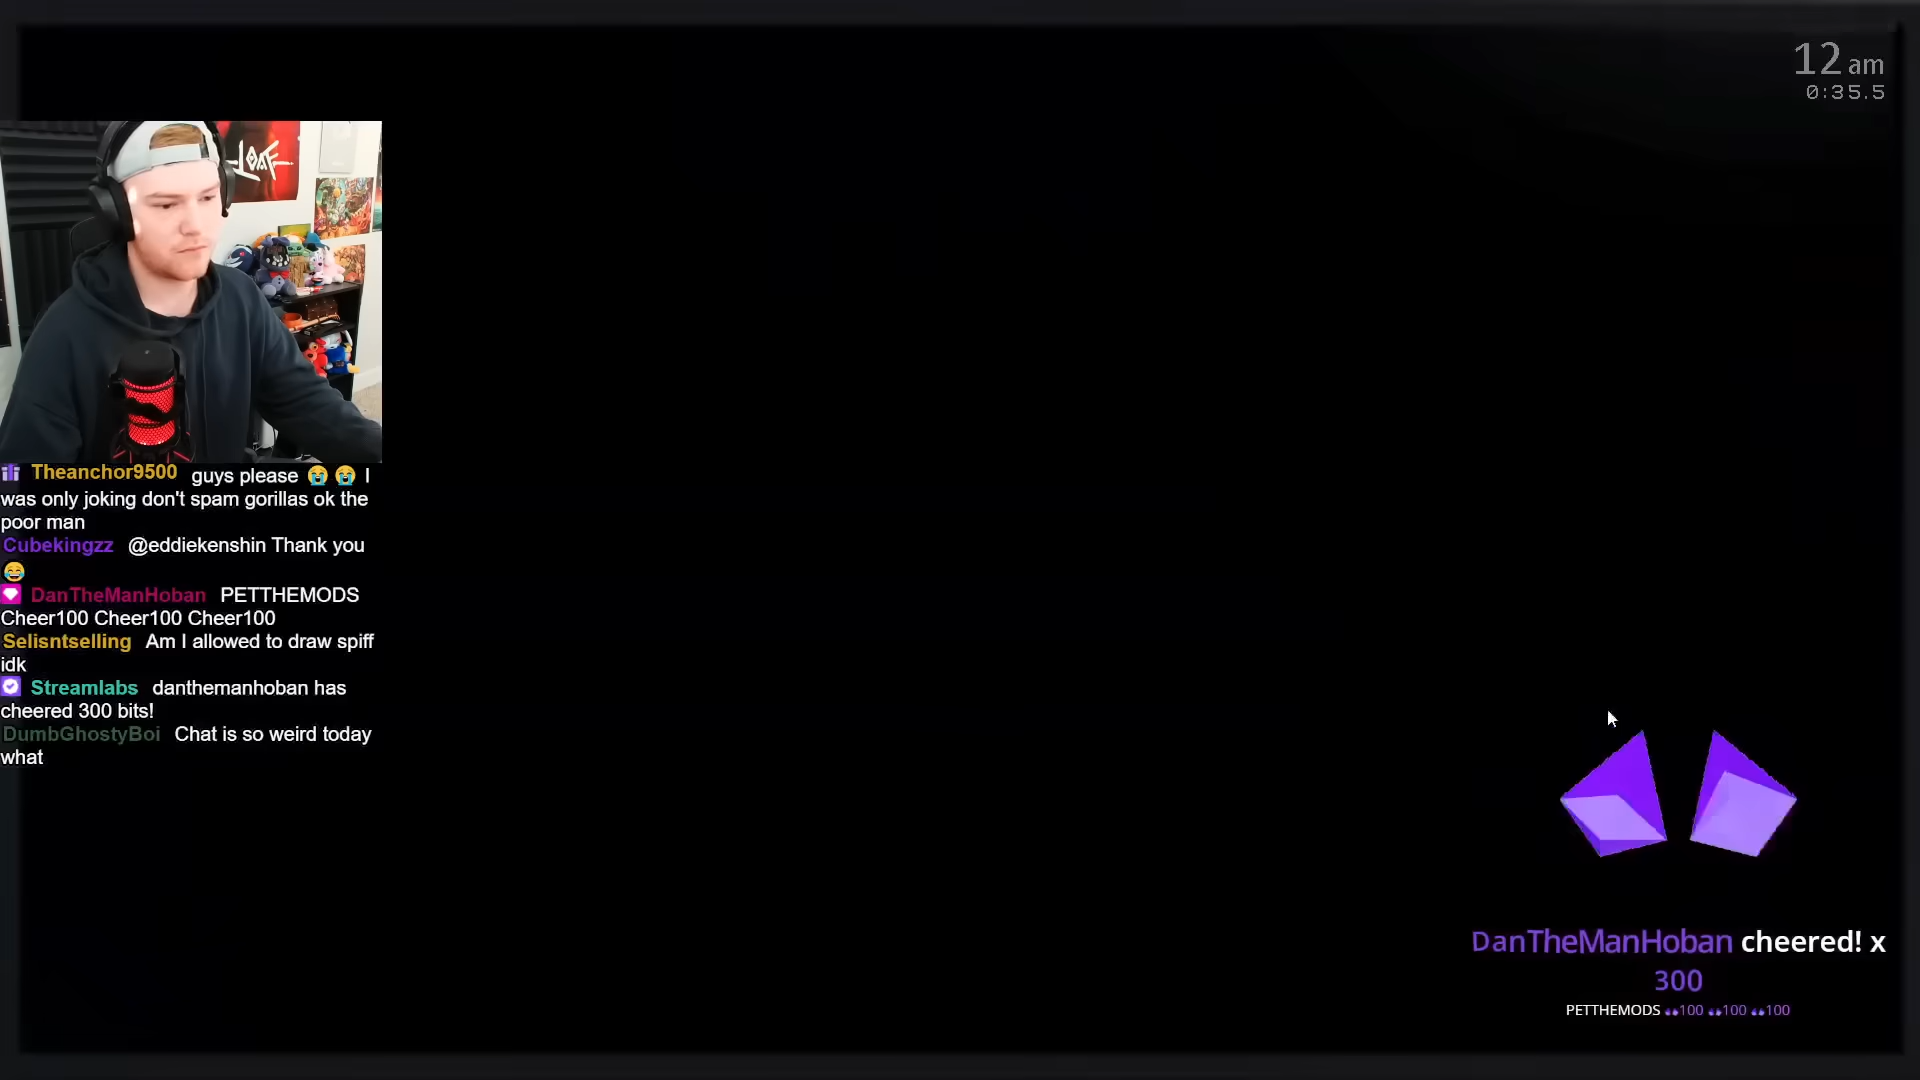 12 am
0:35.5
LOAF
Theanchor9500 guys please 😭 😭 I
was only joking don't spam gorillas ok the
poor man
Cubekingzz @eddiekenshin Thank you
😂
DanTheManHoban PETTHEMODS
Cheer100 Cheer100 Cheer100
Selisntselling Am I allowed to draw spiff
idk
Streamlabs danthemanhoban has
cheered 300 bits!
DumbGhostyBoi Chat is so weird today
what
DanTheManHoban cheered! x
300
PETTHEMODS 100 100 100